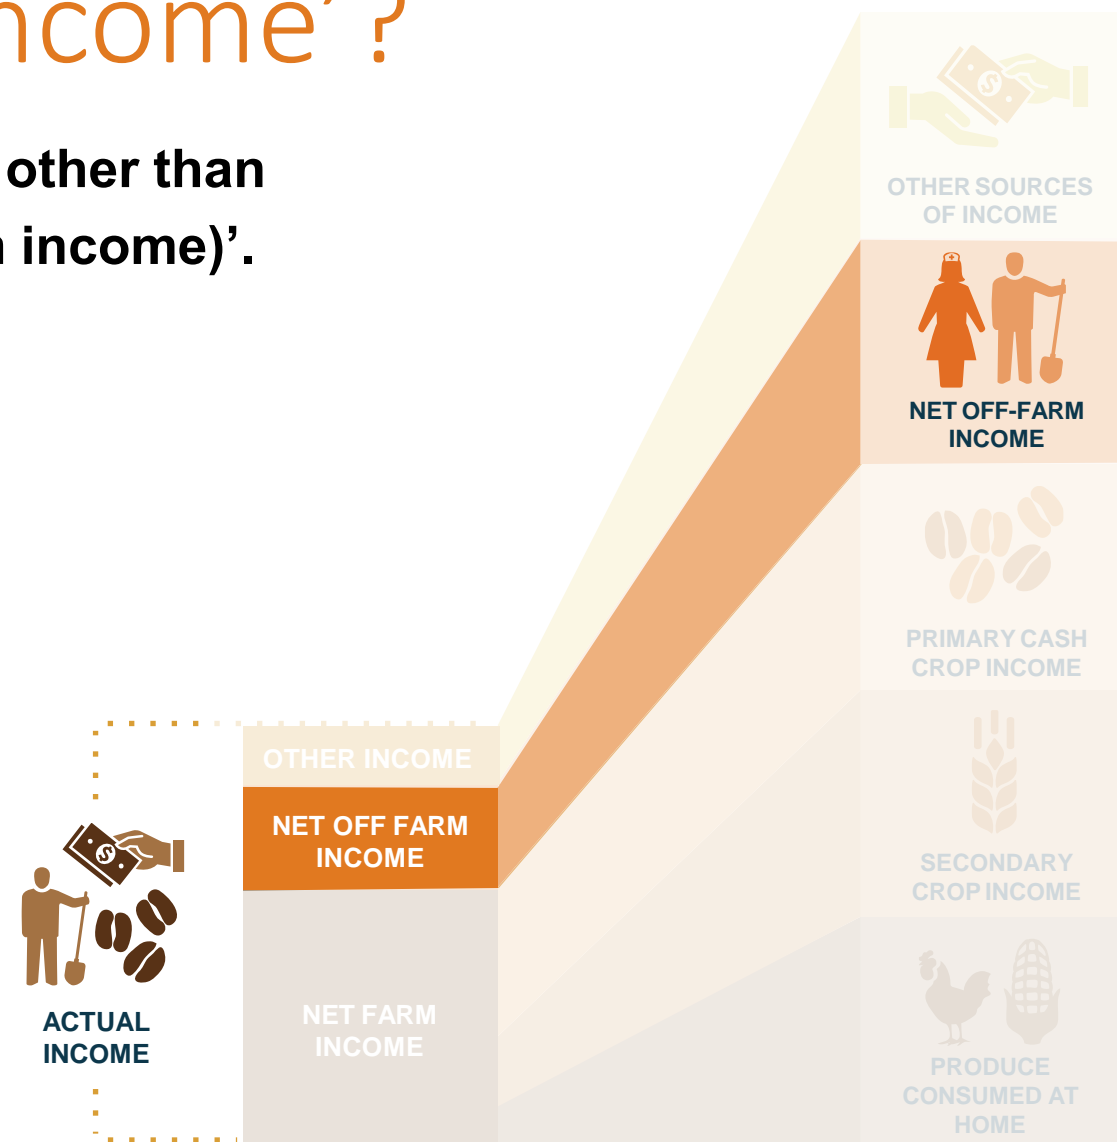 ncome’?
other than
income)’.
OTHER SOURCES
OF INCOME
NET OFF-FARM
INCOME
PRIMARY CASH
CROP INCOME
OTHER INCOME
NET OFF FARM
INCOME
SECONDARY
CROP INCOME
NET FARM
INCOME
ACTUAL
INCOME
PRODUCE
CONSUMED AT
HOME